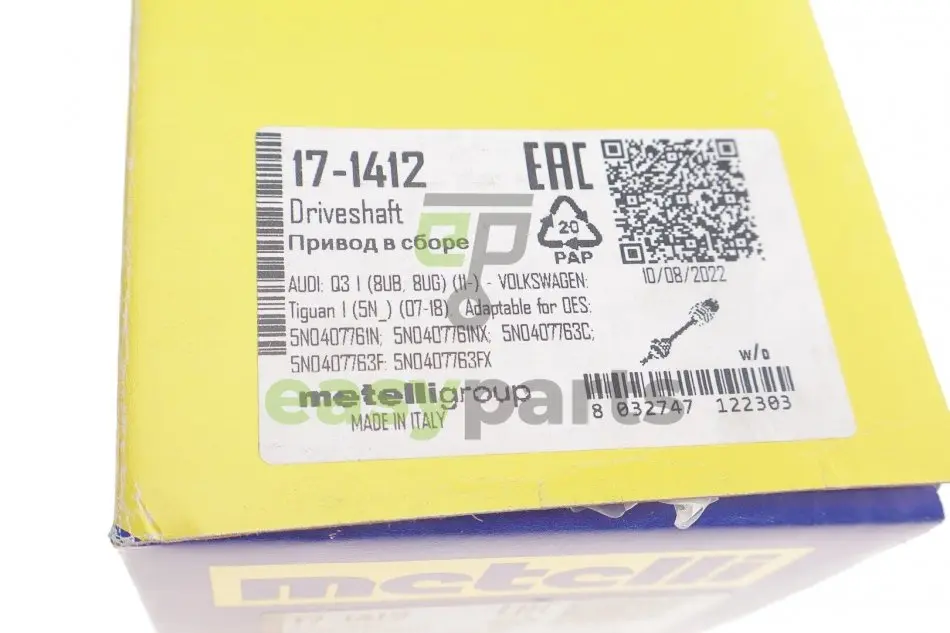 17-1412
EAC
Driveshaft
Привод в сборе
20
PAP
10/08/2022
AUDI: Q3 I (8UB, 8UG) (11-) - VOLKSWAGEN:
Tiguan I (5N_) (07-18) Adaptable for OES:
5N0407761N; 5N0407761NX; 5N0407763C;
5N0407763F; 5N0407763FX
w/o
metelligroup
easyparts
MADE IN ITALY
8 032747 122303
metelli
17-1412